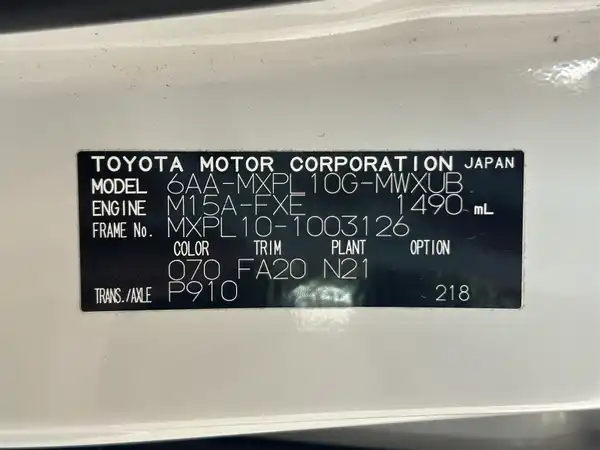 TOYOTA MOTOR CORPORATION JAPAN
MODEL 6AA-MXPL10G-MWXUB
ENGINE M15A-FXE 1490 mL
FRAME No. MXPL10-1003126
COLOR TRIM PLANT OPTION
070 FA20 N21
TRANS./AXLE P910 218